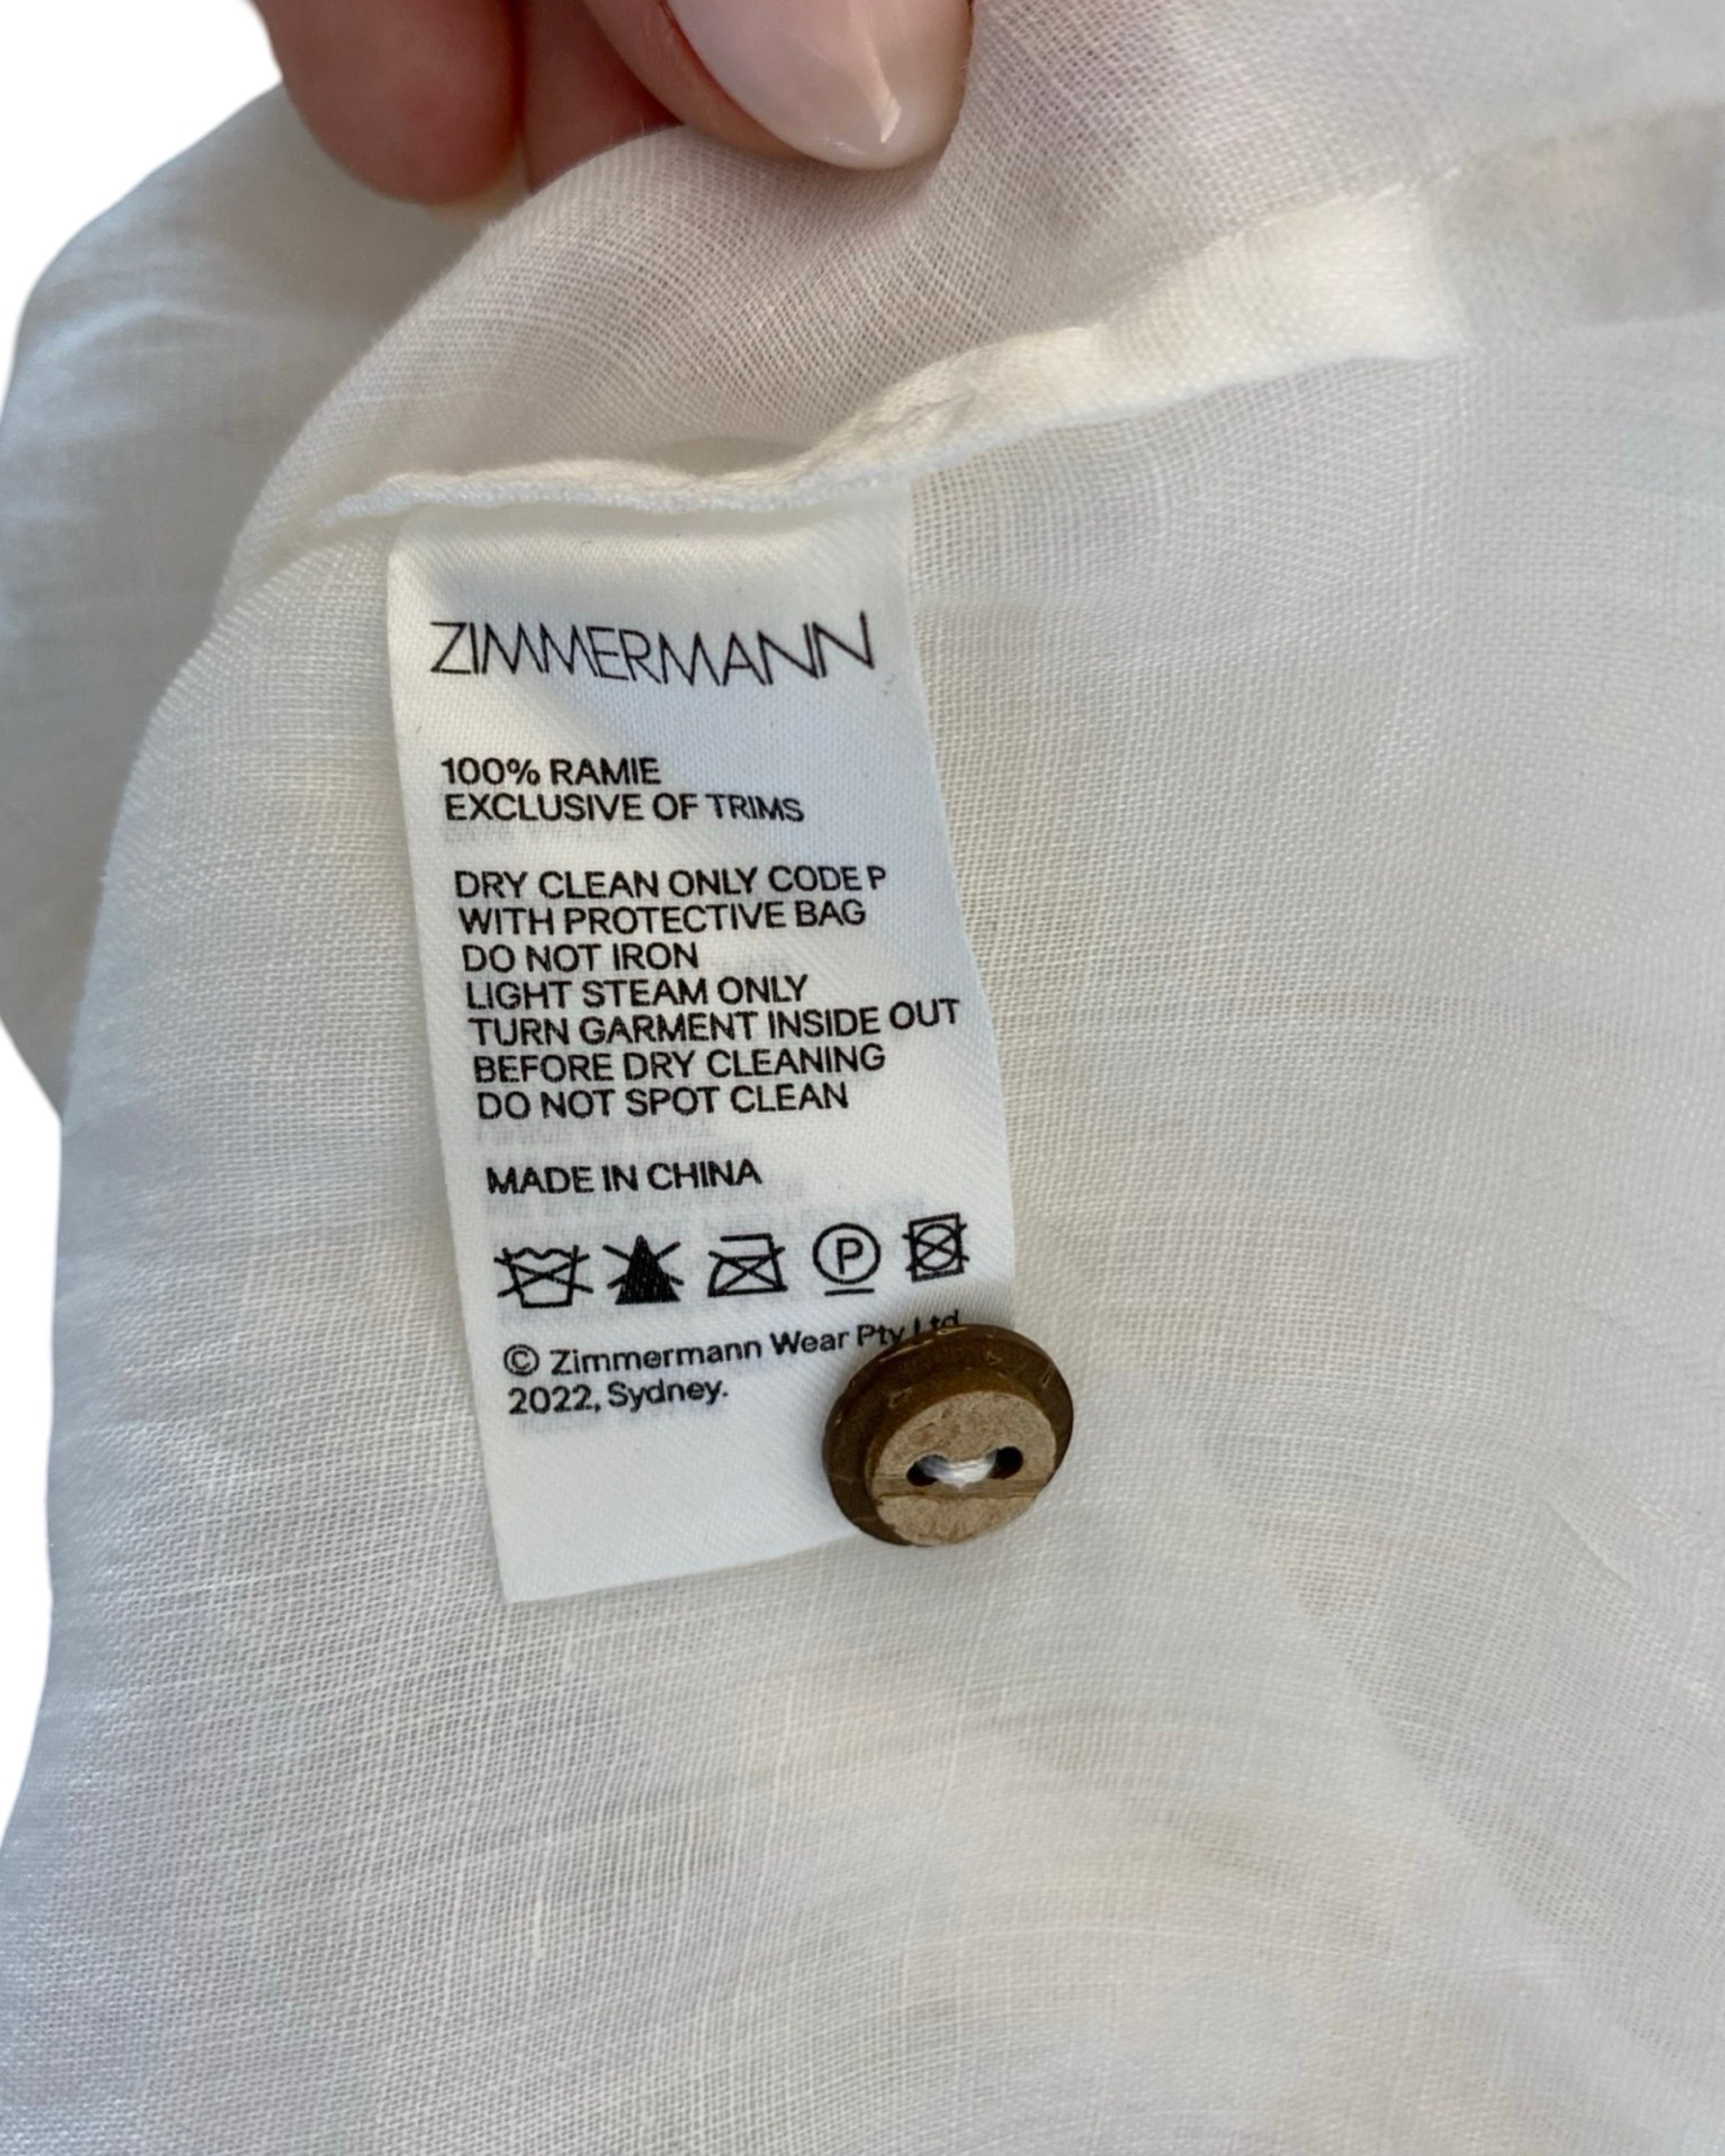 ZIMMERMANN
100% RAMIE
EXCLUSIVE OF TRIMS
DRY CLEAN ONLY CODE P
WITH PROTECTIVE BAG
DO NOT IRON
LIGHT STEAM ONLY
TURN GARMENT INSIDE OUT
BEFORE DRY CLEANING
DO NOT SPOT CLEAN
MADE IN CHINA
P
© Zimmermann Wear Pty Ltd
2022, Sydney.